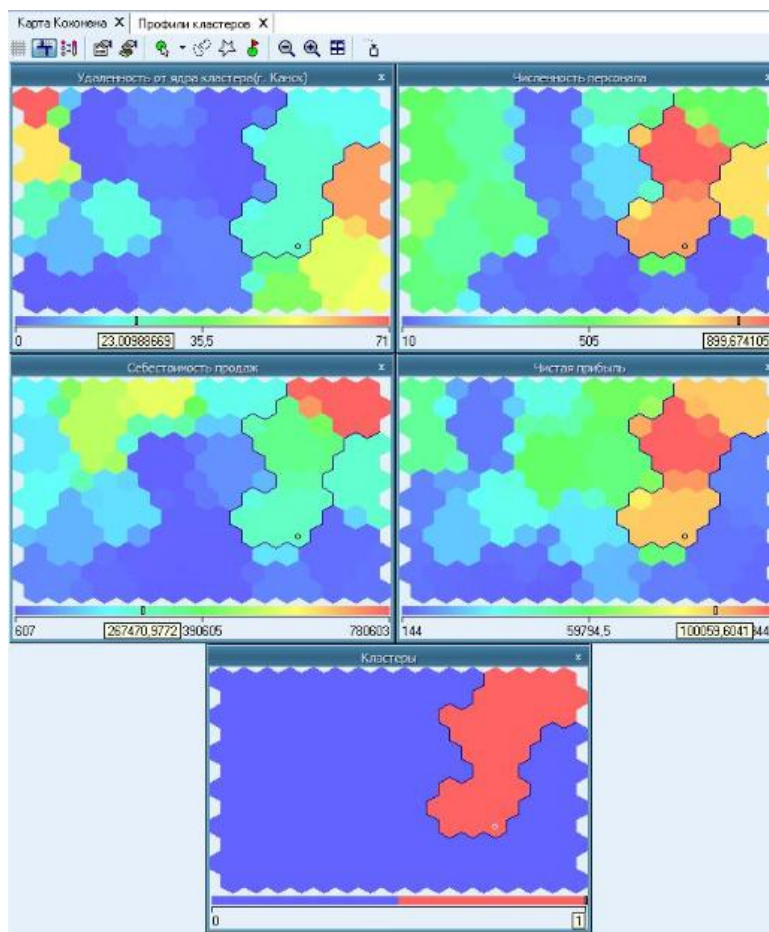 Карта Кохонена X Профили кластеров X
Удаленность от ядра кластера(г. Канск) x
0 23,00988669 35,5 71
Численность персонала
10 505 899,674105
Себестоимость продаж x
607 267470,9772 390605 780603
Чистая прибыль x
144 59794,5 100059,6041 344
Кластеры x
0 1